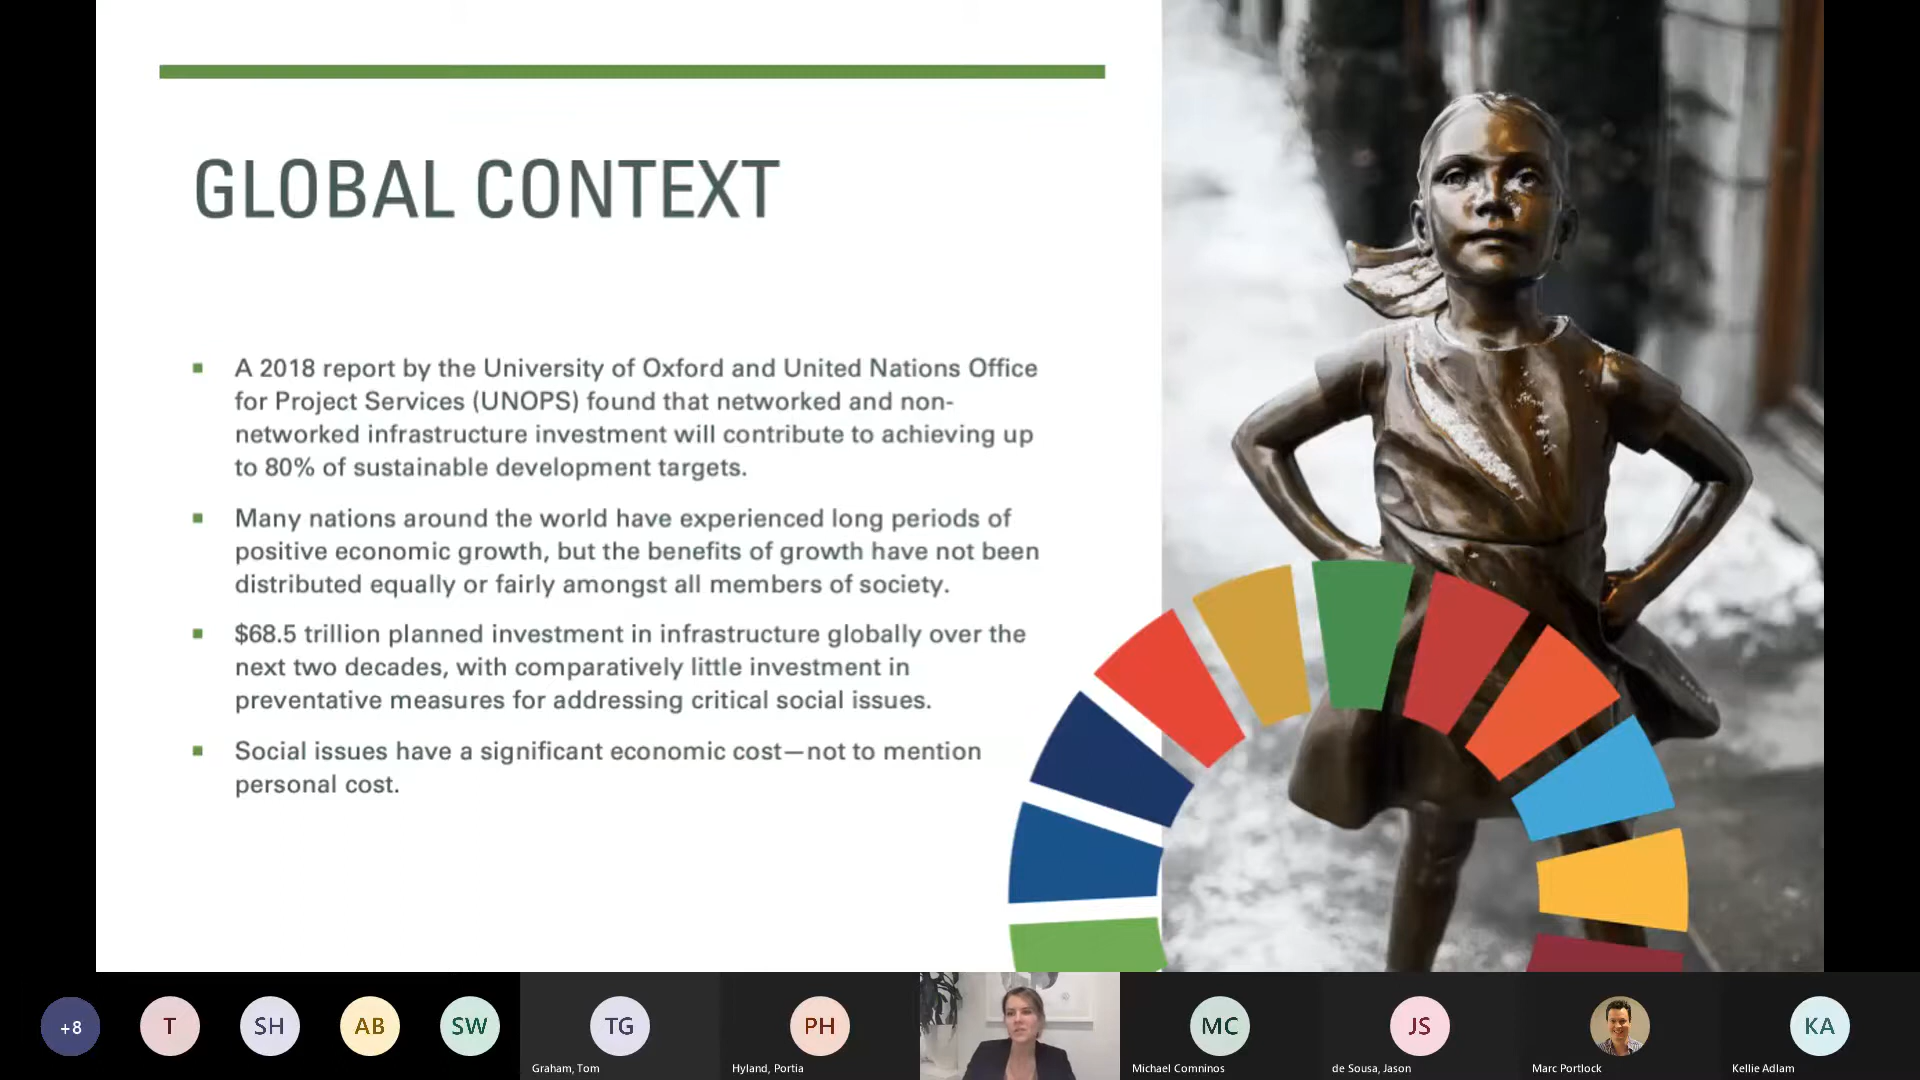 GLOBAL CONTEXT
A 2018 report by the University of Oxford and United Nations Office
for Project Services (UNOPS) found that networked and non-
networked infrastructure investment will contribute to achieving up
to 80% of sustainable development targets.
Many nations around the world have experienced long periods of
positive economic growth, but the benefits of growth have not been
distributed equally or fairly amongst all members of society.
$68.5 trillion planned investment in infrastructure globally over the
next two decades, with comparatively little investment in
preventative measures for addressing critical social issues.
Social issues have a significant economic cost—not to mention
personal cost.
+8
T
SH
AB
SW
TG
PH
MC
JS
KA
Graham, Tom
Hyland, Portia
Michael Comninos
de Sousa, Jason
Marc Portlock
Kellie Adlam